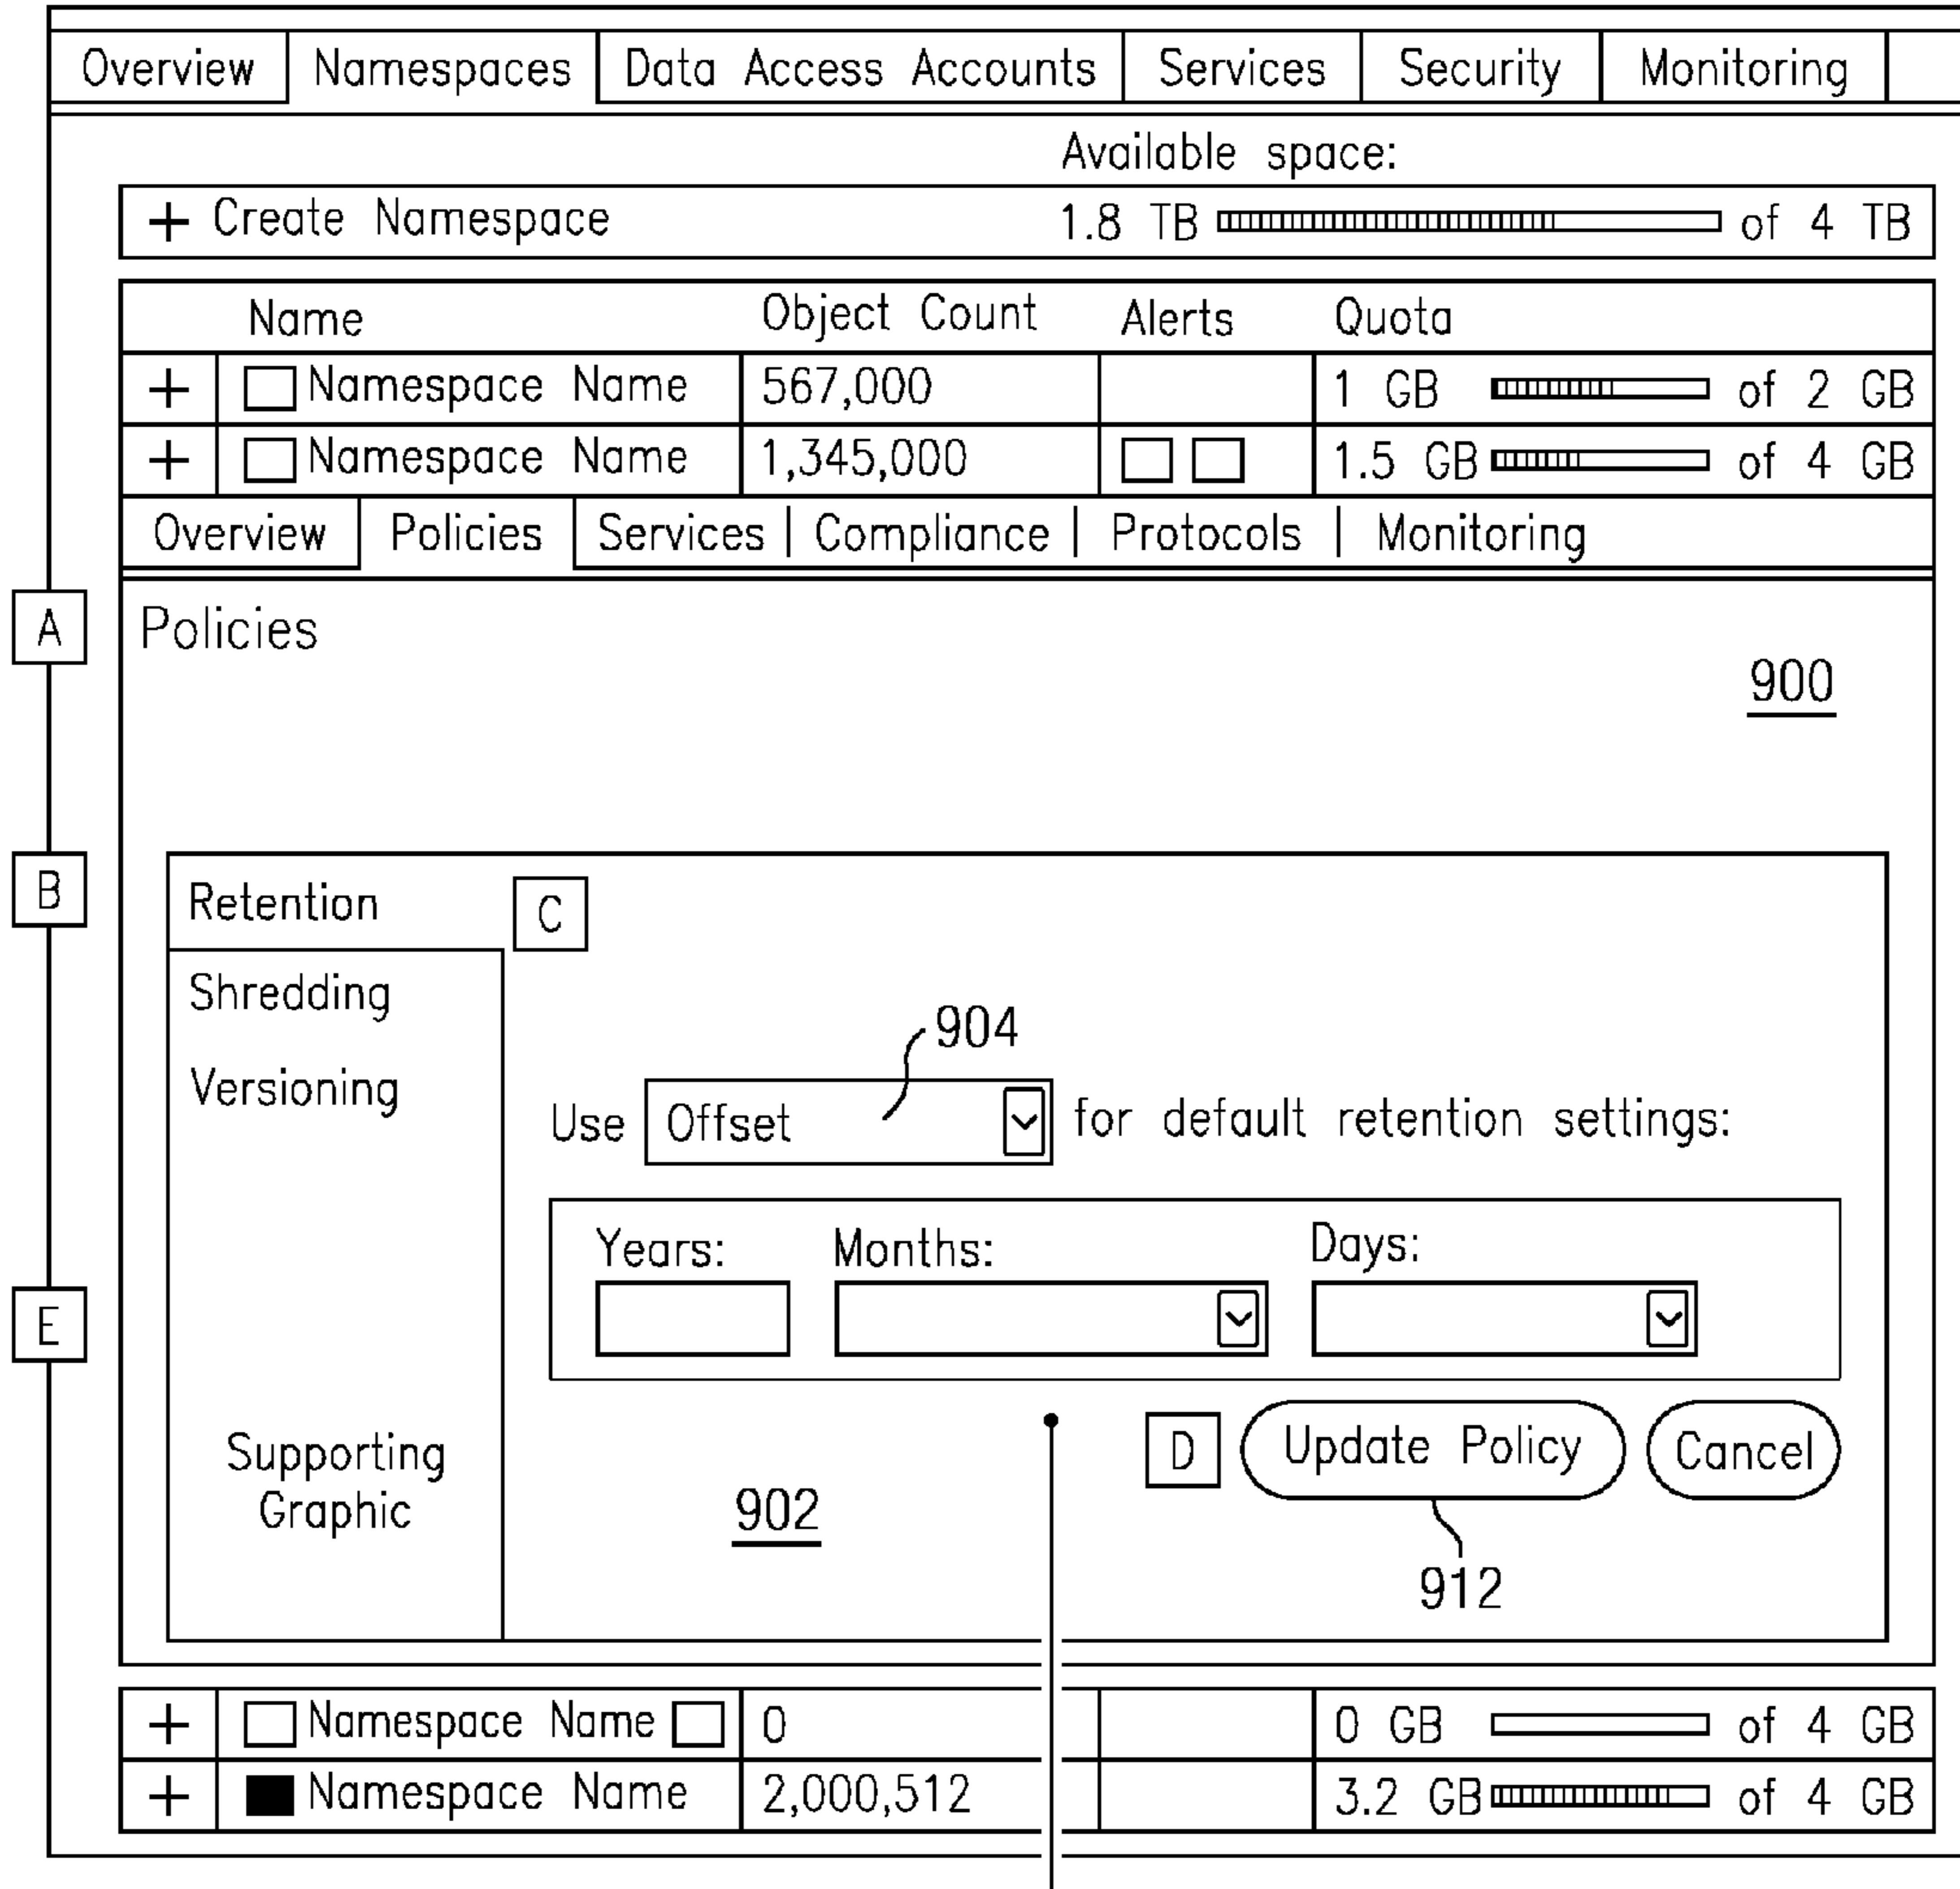 Overview Namespaces Data Access Accounts Services Security Monitoring
Available space:
+ Create Namespace 1.8 TB of 4 TB
Name Object Count Alerts Quota
+ Namespace Name 567,000 1 GB of 2 GB
+ Namespace Name 1,345,000 1.5 GB of 4 GB
Overview Policies Services | Compliance | Protocols | Monitoring
A Policies
900
B Retention C
Shredding
904
Versioning
Use Offset for default retention settings:
Years: Months: Days:
E
D Update Policy Cancel
Supporting
Graphic
902
912
+ Namespace Name 0 0 GB of 4 GB
+ Namespace Name 2,000,512 3.2 GB of 4 GB